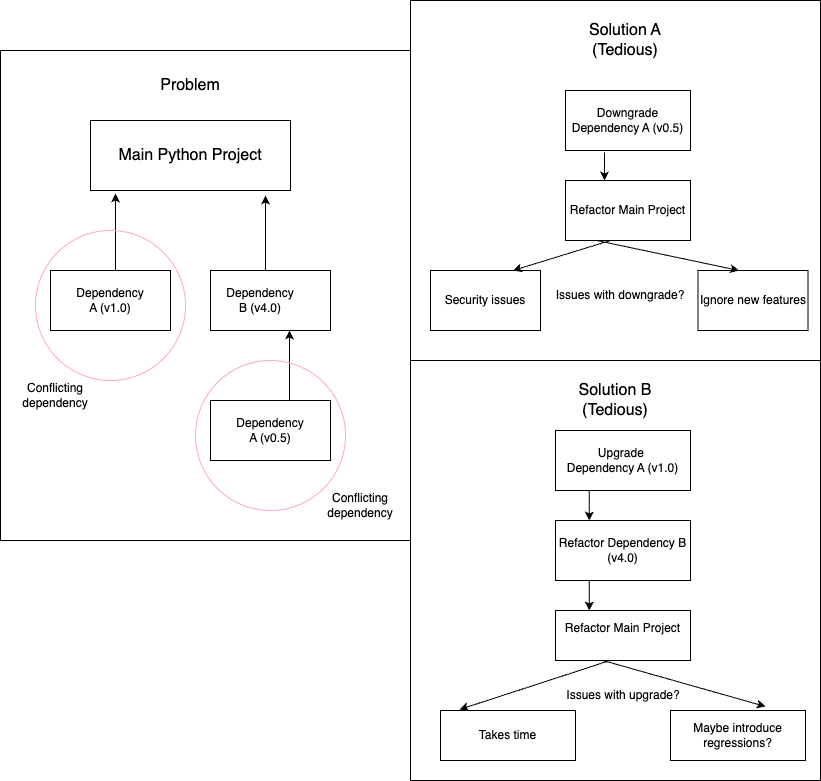 Problem
Main Python Project
Dependency
A (v1.0)
Dependency
B (v4.0)
Conflicting
dependency
Dependency
A (v0.5)
Conflicting
dependency
Solution A
(Tedious)
Downgrade
Dependency A (v0.5)
Refactor Main Project
Security issues
Issues with downgrade?
Ignore new features
Solution B
(Tedious)
Upgrade
Dependency A (v1.0)
Refactor Dependency B
(v4.0)
Refactor Main Project
Issues with upgrade?
Takes time
Maybe introduce
regressions?